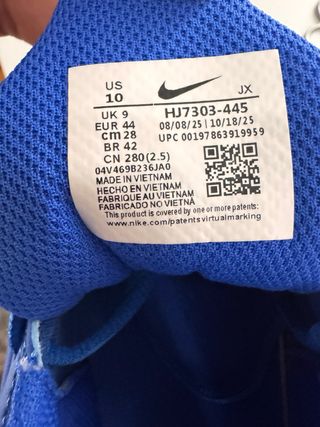 US
10
JX
UK 9
EUR 44
cm 28
BR 42
CN 280(2.5)
HJ7303-445
08/08/25 | 10/18/25
UPC 00197863919959
04V469B236JA0
MADE IN VIETNAM
HECHO EN VIETNAM
FABRIQUE AU VIETNAM
FABRICADO NO VIETNÃ
This product is covered by one or more patents:
www.nike.com/patentsvirtualmarking